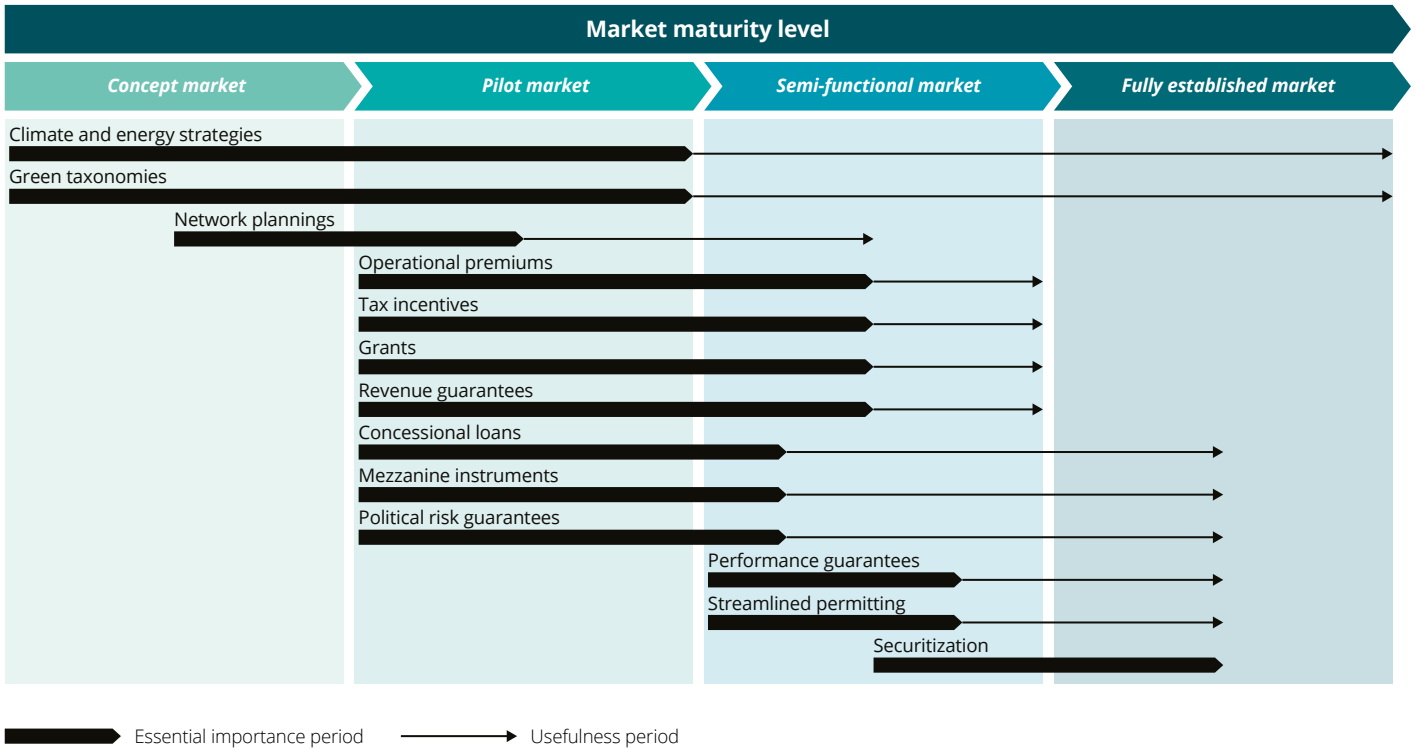 Market maturity level
Concept market
Pilot market
Semi-functional market
Fully established market
Climate and energy strategies
Green taxonomies
Network plannings
Operational premiums
Tax incentives
Grants
Revenue guarantees
Concessional loans
Mezzanine instruments
Political risk guarantees
Performance guarantees
Streamlined permitting
Securitization
Essential importance period
Usefulness period